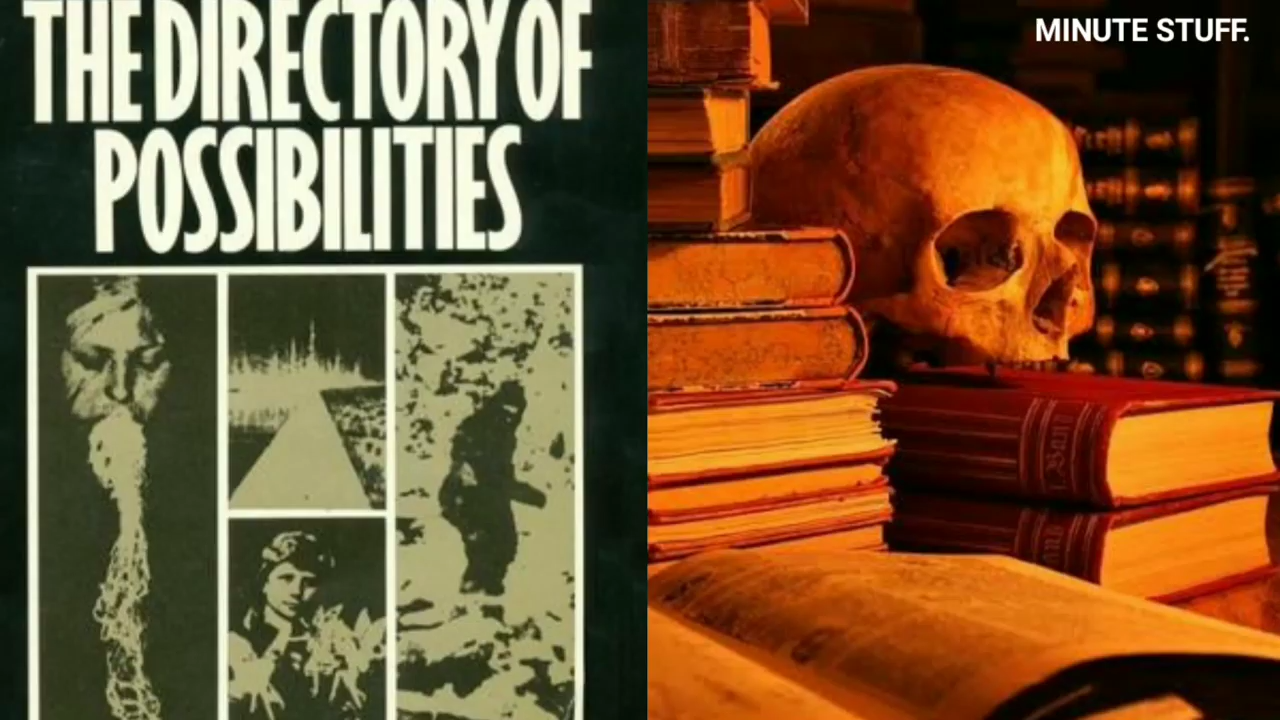 THE DIRECTORY OF
POSSIBILITIES
MINUTE STUFF.